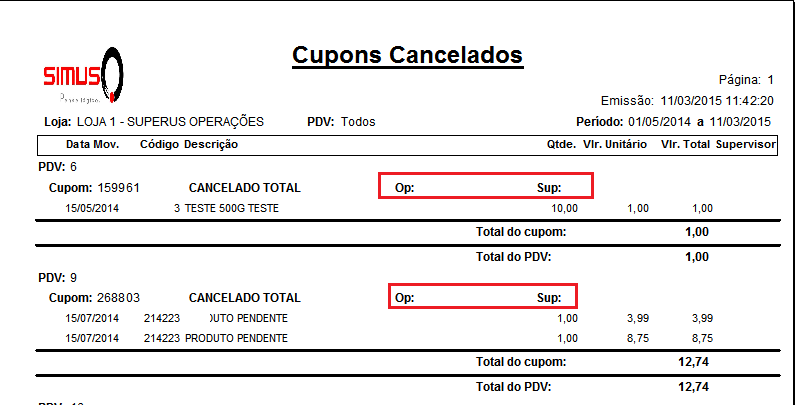 Cupons Cancelados
SIMUS
Página: 1
Emissão: 11/03/2015 11:42:20
Loja: LOJA 1 - SUPERUS OPERAÇÕES PDV: Todos Período: 01/05/2014 a 11/03/2015
Data Mov. Código Descrição Qtde. Vlr. Unitário Vlr. Total Supervisor
PDV: 6
Cupom: 159961 CANCELADO TOTAL Op: Sup:
15/05/2014 3 TESTE 500G TESTE 10,00 1,00 1,00
Total do cupom: 1,00
Total do PDV: 1,00
PDV: 9
Cupom: 268803 CANCELADO TOTAL Op: Sup:
15/07/2014 214223 UTO PENDENTE 1,00 3,99 3,99
15/07/2014 214223 PRODUTO PENDENTE 1,00 8,75 8,75
Total do cupom: 12,74
Total do PDV: 12,74